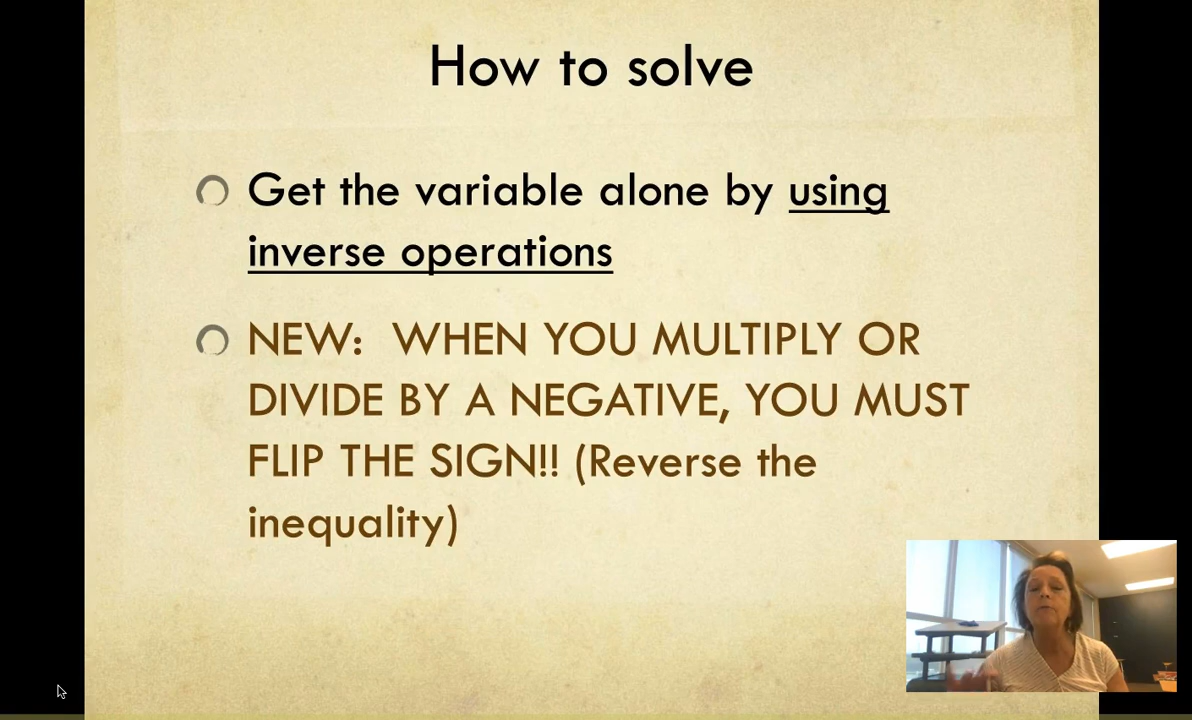 How to solve
Get the variable alone by using
inverse operations
NEW: WHEN YOU MULTIPLY OR
DIVIDE BY A NEGATIVE, YOU MUST
FLIP THE SIGN!! (Reverse the
inequality)